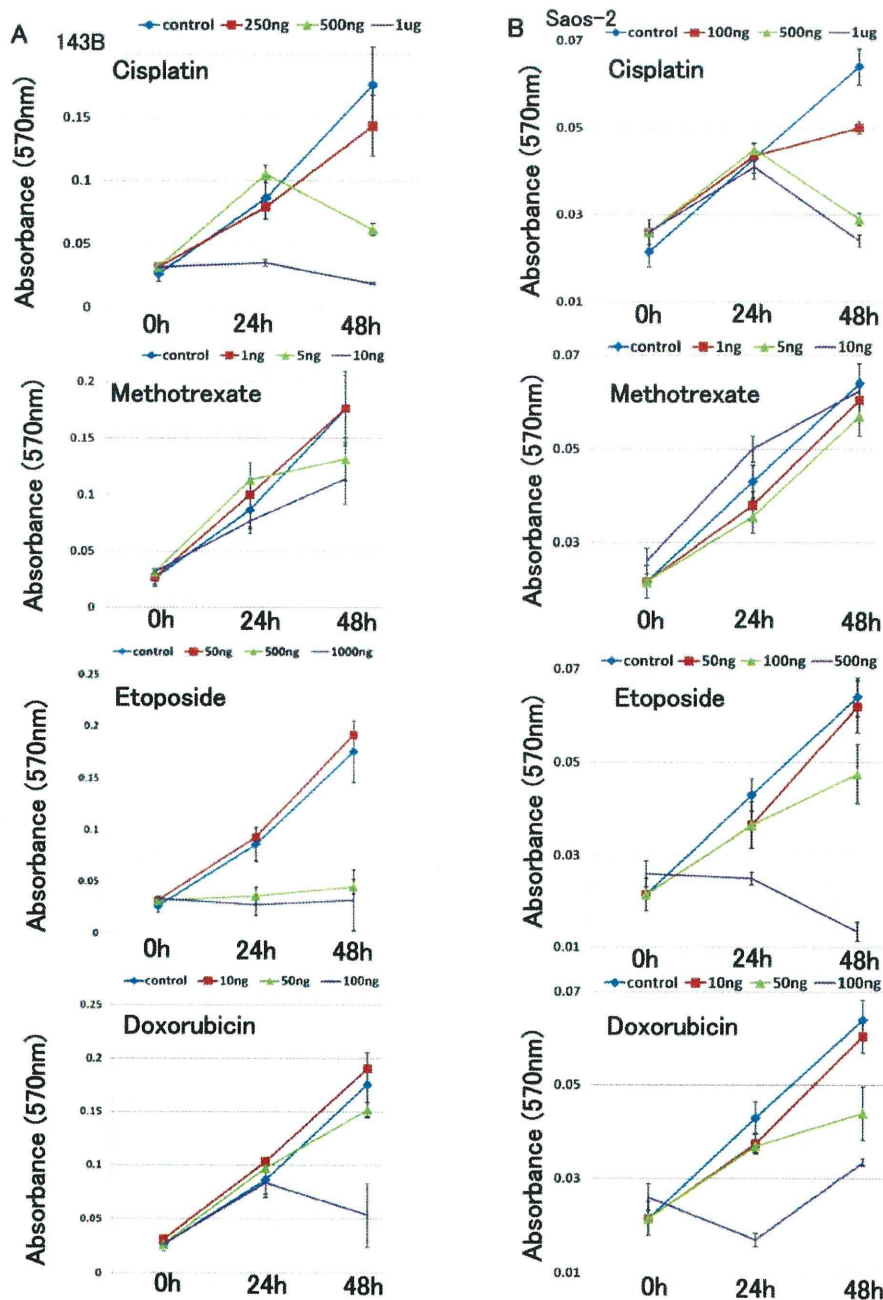 A
143B
control 250ng 500ng 1ug
Cisplatin
Absorbance (570nm)
0.15
0.1
0.05
0
0h 24h 48h
control 1ng 5ng 10ng
Methotrexate
Absorbance (570nm)
0.2
0.15
0.1
0.05
0
0h 24h 48h
control 50ng 500ng 1000ng
Etoposide
Absorbance (570nm)
0.25
0.2
0.15
0.1
0.05
0
0h 24h 48h
control 10ng 50ng 100ng
Doxorubicin
Absorbance (570nm)
0.25
0.2
0.15
0.1
0.05
0
0h 24h 48h
B
Saos-2
control 100ng 500ng 1ug
Cisplatin
Absorbance (570nm)
0.07
0.05
0.03
0.01
0h 24h 48h
control 1ng 5ng 10ng
Methotrexate
Absorbance (570nm)
0.07
0.05
0.03
0h 24h 48h
control 50ng 100ng 500ng
Etoposide
Absorbance (570nm)
0.07
0.05
0.03
0.01
0h 24h 48h
control 10ng 50ng 100ng
Doxorubicin
Absorbance (570nm)
0.07
0.05
0.03
0.01
0h 24h 48h